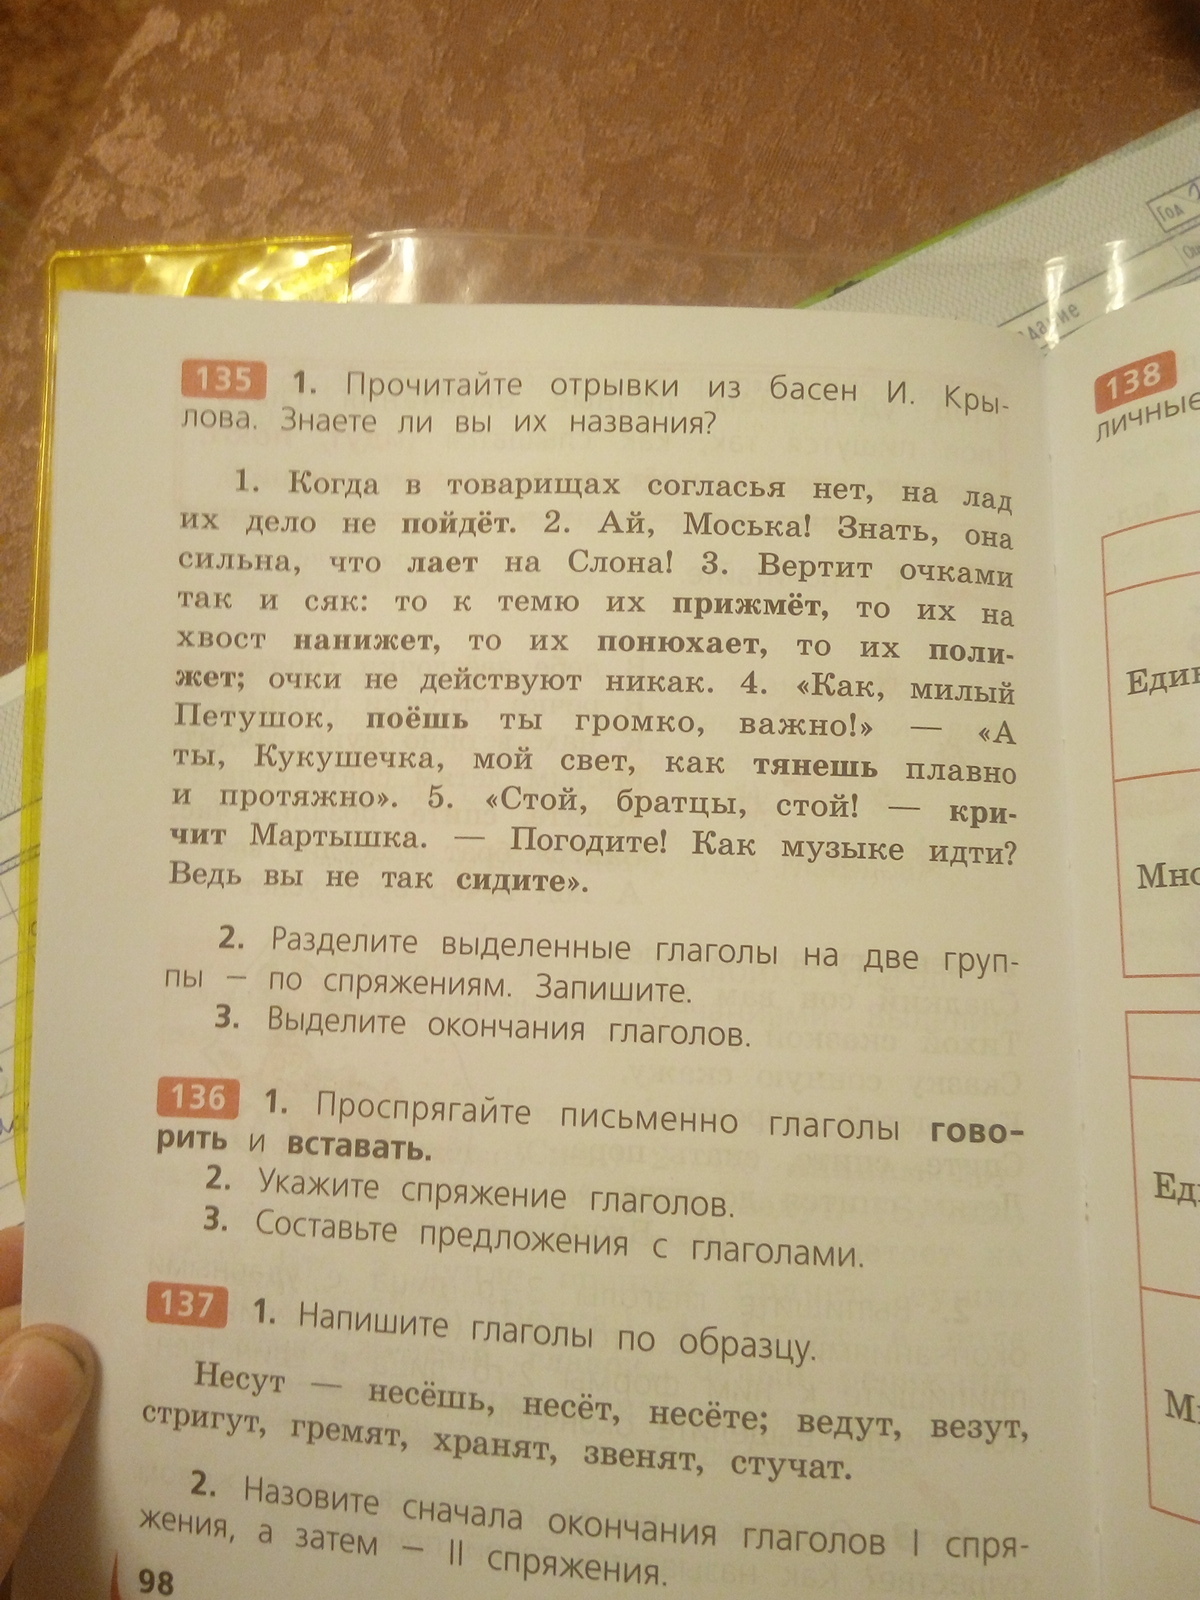 Год
дание
135 1. Прочитайте отрывки из басен И. Кры-
лова. Знаете ли вы их названия?
1. Когда в товарищах согласья нет, на лад
их дело не пойдёт. 2. Ай, Моська! Знать, она
сильна, что лает на Слона! 3. Вертит очками
так и сяк: то к темю их прижмёт, то их на
хвост нанижет, то их понюхает, то их поли-
жет; очки не действуют никак. 4. «Как, милый
Петушок, поёшь ты громко, важно!» — «А
ты, Кукушечка, мой свет, как тянешь плавно
и протяжно». 5. «Стой, братцы, стой! — кри-
чит Мартышка. — Погодите! Как музыке идти?
Ведь вы не так сидите».
2. Разделите выделенные глаголы на две груп-
пы — по спряжениям. Запишите.
3. Выделите окончания глаголов.
136 1. Проспрягайте письменно глаголы гово-
рить и вставать.
2. Укажите спряжение глаголов.
3. Составьте предложения с глаголами.
137 1. Напишите глаголы по образцу.
Несут — несёшь, несёт, несёте; ведут, везут,
стригут, гремят, хранят, звенят, стучат.
2. Назовите сначала окончания глаголов I спря-
жения, а затем — II спряжения.
98
138
личные
Един
Мно
Еди